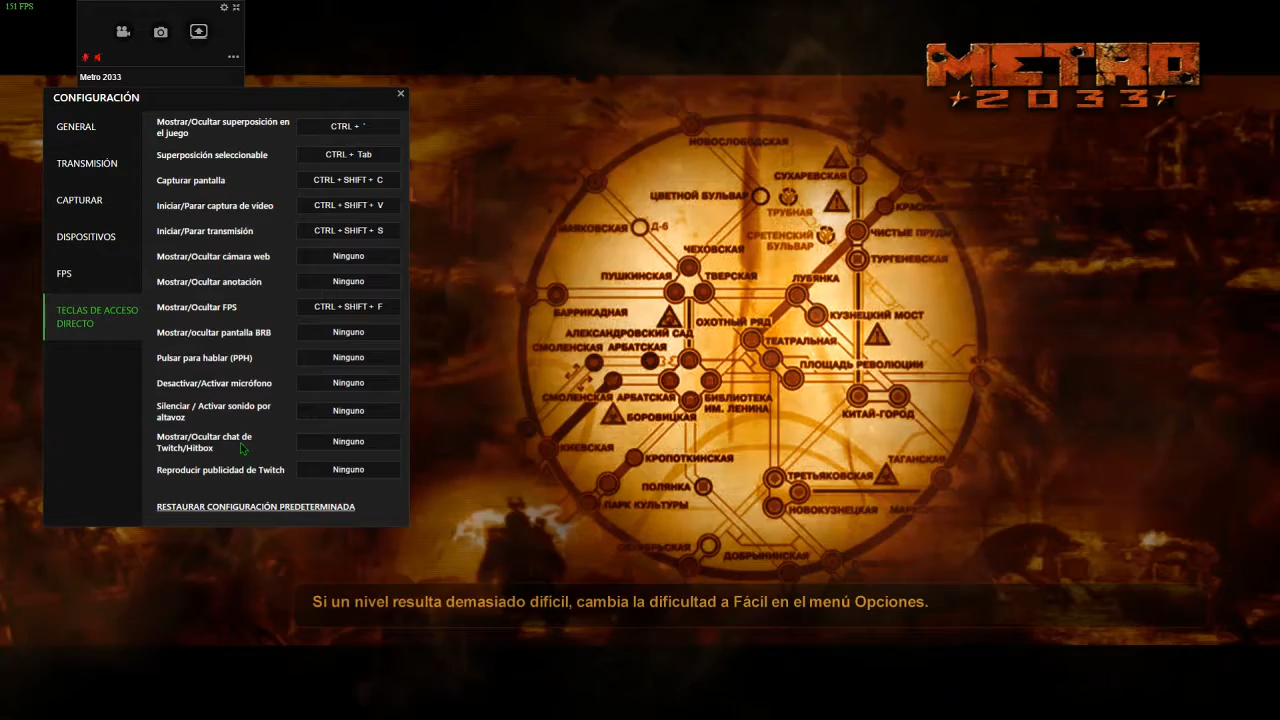 151 FPS
Metro 2033
CONFIGURACIÓN
GENERAL
TRANSMISIÓN
CAPTURAR
DISPOSITIVOS
FPS
TECLAS DE ACCESO
DIRECTO
Mostrar/Ocultar superposición en
el juego
CTRL + `
Superposición seleccionable
CTRL + Tab
Capturar pantalla
CTRL + SHIFT + C
Iniciar/Parar captura de vídeo
CTRL + SHIFT + V
Iniciar/Parar transmisión
CTRL + SHIFT + S
Mostrar/Ocultar cámara web
Ninguno
Mostrar/Ocultar anotación
Ninguno
Mostrar/Ocultar FPS
CTRL + SHIFT + F
Mostrar/ocultar pantalla BRB
Ninguno
Pulsar para hablar (PPH)
Ninguno
Desactivar/Activar micrófono
Ninguno
Silenciar / Activar sonido por
altavoz
Ninguno
Mostrar/Ocultar chat de
Twitch/Hitbox
Ninguno
Reproducir publicidad de Twitch
Ninguno
RESTAURAR CONFIGURACIÓN PREDETERMINADA
METRO
2033
НОВОСЛОБОДСКАЯ
СУХАРЕВСКАЯ
ЦВЕТНОЙ БУЛЬВАР
ТРУБНАЯ
МАЯКОВСКАЯ
Д-6
СРЕТЕНСКИЙ
БУЛЬВАР
ЧИСТЫЕ ПРУДЫ
ЧЕХОВСКАЯ
ТУРГЕНЕВСКАЯ
ПУШКИНСКАЯ
ТВЕРСКАЯ
ЛУБЯНКА
БАРРИКАДНАЯ
ОХОТНЫЙ РЯД
КУЗНЕЦКИЙ МОСТ
АЛЕКСАНДРОВСКИЙ САД
ТЕАТРАЛЬНАЯ
СМОЛЕНСКАЯ
АРБАТСКАЯ
ПЛОЩАДЬ РЕВОЛЮЦИИ
СМОЛЕНСКАЯ
АРБАТСКАЯ
БИБЛИОТЕКА
ИМ. ЛЕНИНА
БОРОВИЦКАЯ
КИТАЙ-ГОРОД
КИЕВСКАЯ
КРОПОТКИНСКАЯ
ТАГАНСКАЯ
ТРЕТЬЯКОВСКАЯ
ПОЛЯНКА
ПАРК КУЛЬТУРЫ
НОВОКУЗНЕЦКАЯ
ОКТЯБРЬСКАЯ
ДОБРЫНИНСКАЯ
Si un nivel resulta demasiado difícil, cambia la dificultad a Fácil en el menú Opciones.